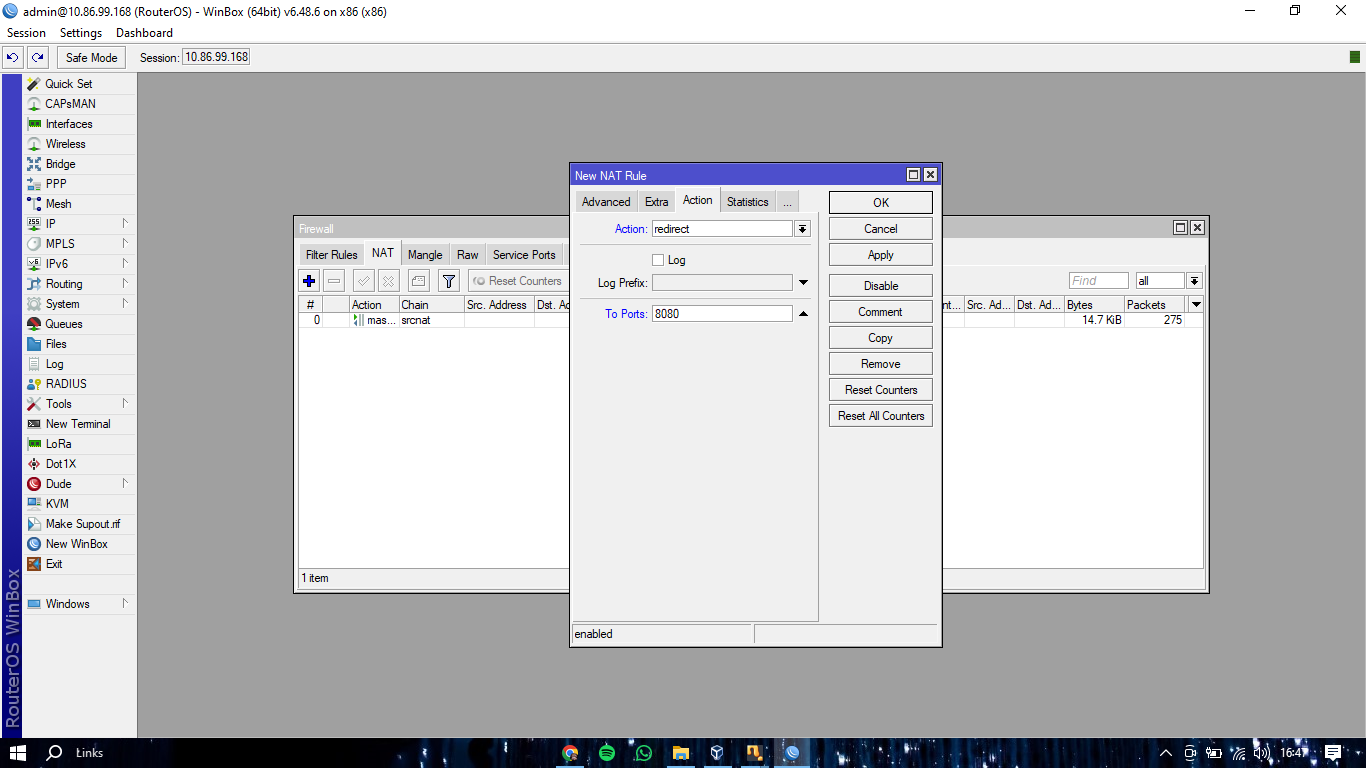 admin@10.86.99.168 (RouterOS) - WinBox (64bit) v6.48.6 on x86 (x86)
Session Settings Dashboard
Safe Mode Session: 10.86.99.168
Quick Set
CAPsMAN
Interfaces
Wireless
Bridge
PPP
Mesh
IP
MPLS
IPv6
Routing
System
Queues
Files
Log
RADIUS
Tools
New Terminal
LoRa
Dot1X
Dude
KVM
Make Supout.rif
New WinBox
Exit
Windows
RouterOS WinBox
Firewall
Filter Rules NAT Mangle Raw Service Ports
Reset Counters Find all
# Action Chain Src. Address Dst. Ad nt... Src. Ad... Dst. Ad... Bytes Packets
0 mas... srcnat 14.7 KiB 275
1 item
New NAT Rule
Advanced Extra Action Statistics ...
Action: redirect
Log
Log Prefix:
To Ports: 8080
OK
Cancel
Apply
Disable
Comment
Copy
Remove
Reset Counters
Reset All Counters
enabled
Links 16:47